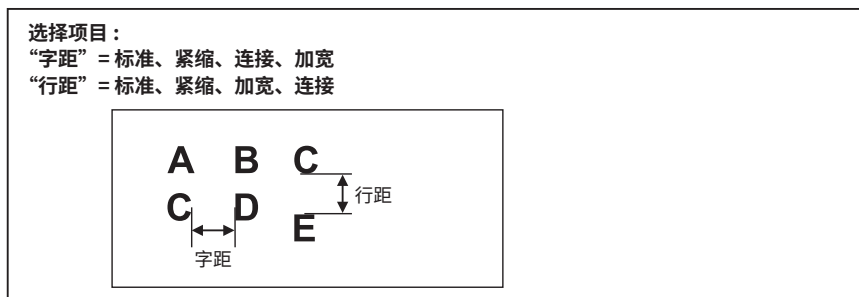 选择项目：
“字距”= 标准、紧缩、连接、加宽
“行距”= 标准、紧缩、加宽、连接
A B C
行距
C D E
字距